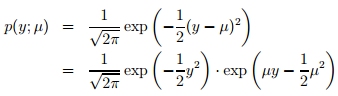 p(y; μ) = 1/√(2π) exp(−1/2 (y − μ)²)
= 1/√(2π) exp(−1/2 y²) · exp(μy − 1/2 μ²)